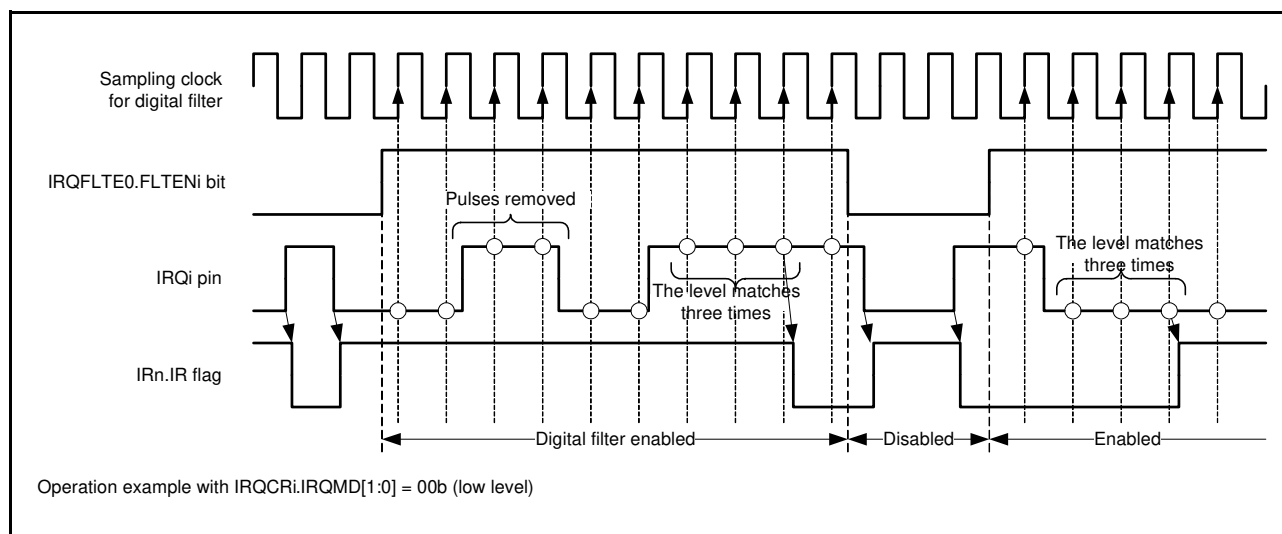 Sampling clock
for digital filter
IRQFLTE0.FLTENi bit
Pulses removed
IRQi pin
The level matches
three times
The level matches
three times
IRn.IR flag
Digital filter enabled
Disabled
Enabled
Operation example with IRQCRi.IRQMD[1:0] = 00b (low level)